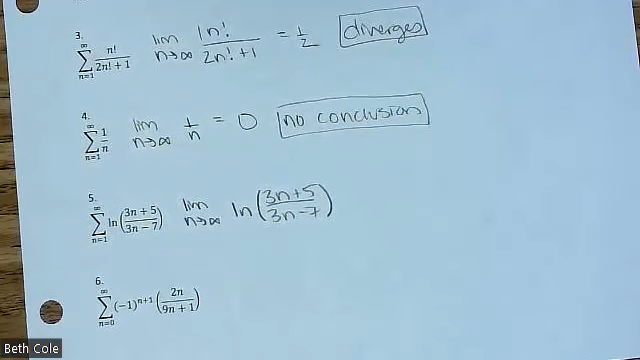 3.
∞
∑ n!/(2n! + 1)   lim n→∞ 1n!/(2n! + 1) = 1/2   diverges
n=1
4.
∞
∑ 1/n   lim n→∞ 1/n = 0   no conclusion
n=1
5.
∞
∑ ln((3n + 5)/(3n − 7))   lim n→∞ ln((3n+5)/(3n−7))
n=1
6.
∞
∑ (−1)ⁿ⁺¹ (2n/(9n + 1))
n=0
Beth Cole